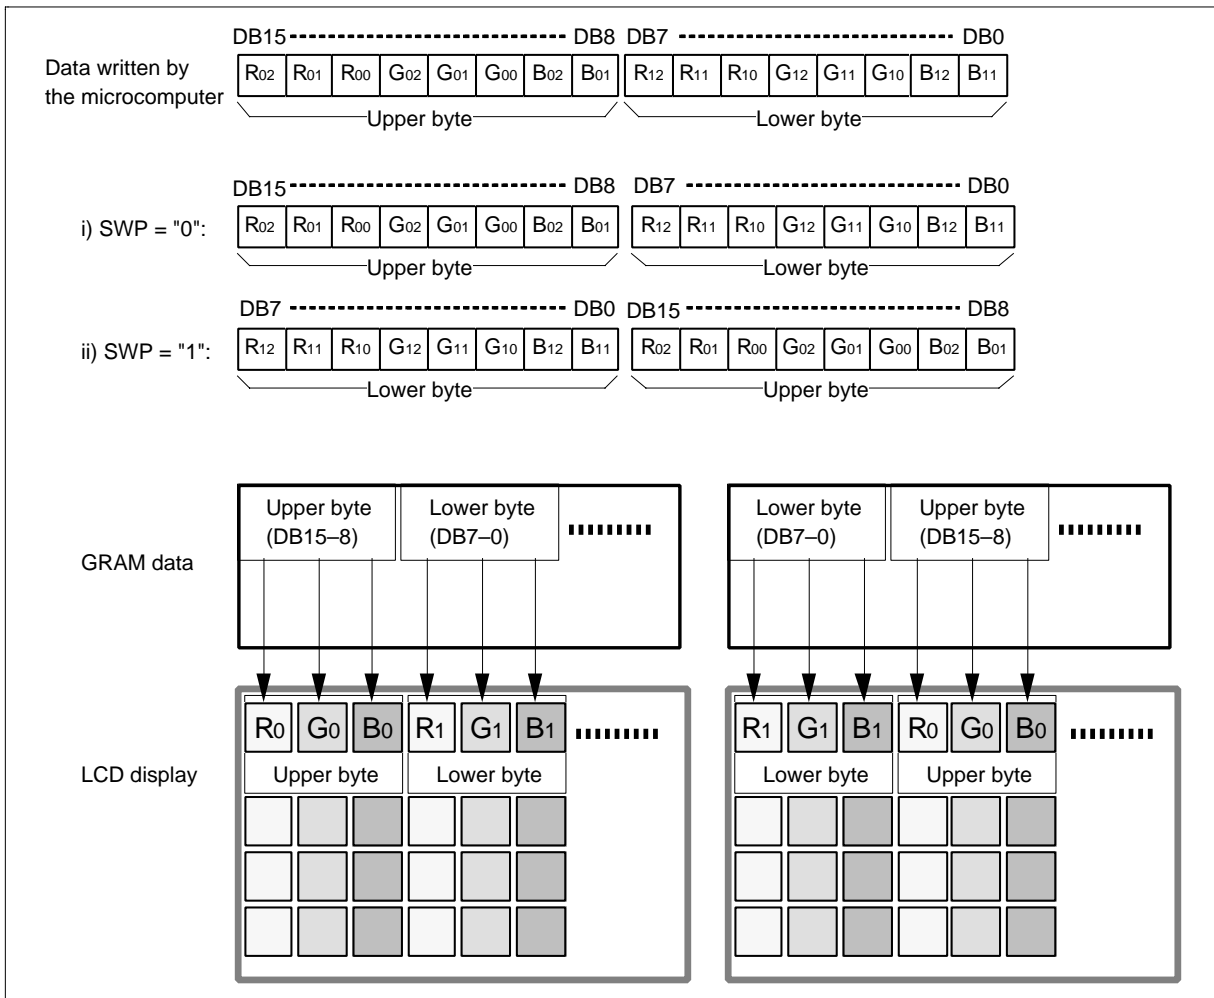 DB15 DB8 DB7 DB0
Data written by
the microcomputer
R02 R01 R00 G02 G01 G00 B02 B01 R12 R11 R10 G12 G11 G10 B12 B11
Upper byte Lower byte
DB15 DB8 DB7 DB0
i) SWP = "0": R02 R01 R00 G02 G01 G00 B02 B01 R12 R11 R10 G12 G11 G10 B12 B11
Upper byte Lower byte
DB7 DB0 DB15 DB8
ii) SWP = "1": R12 R11 R10 G12 G11 G10 B12 B11 R02 R01 R00 G02 G01 G00 B02 B01
Lower byte Upper byte
Upper byte Lower byte Lower byte Upper byte
(DB15–8) (DB7–0) (DB7–0) (DB15–8)
GRAM data
R0 G0 B0 R1 G1 B1 R1 G1 B1 R0 G0 B0
LCD display Upper byte Lower byte Lower byte Upper byte